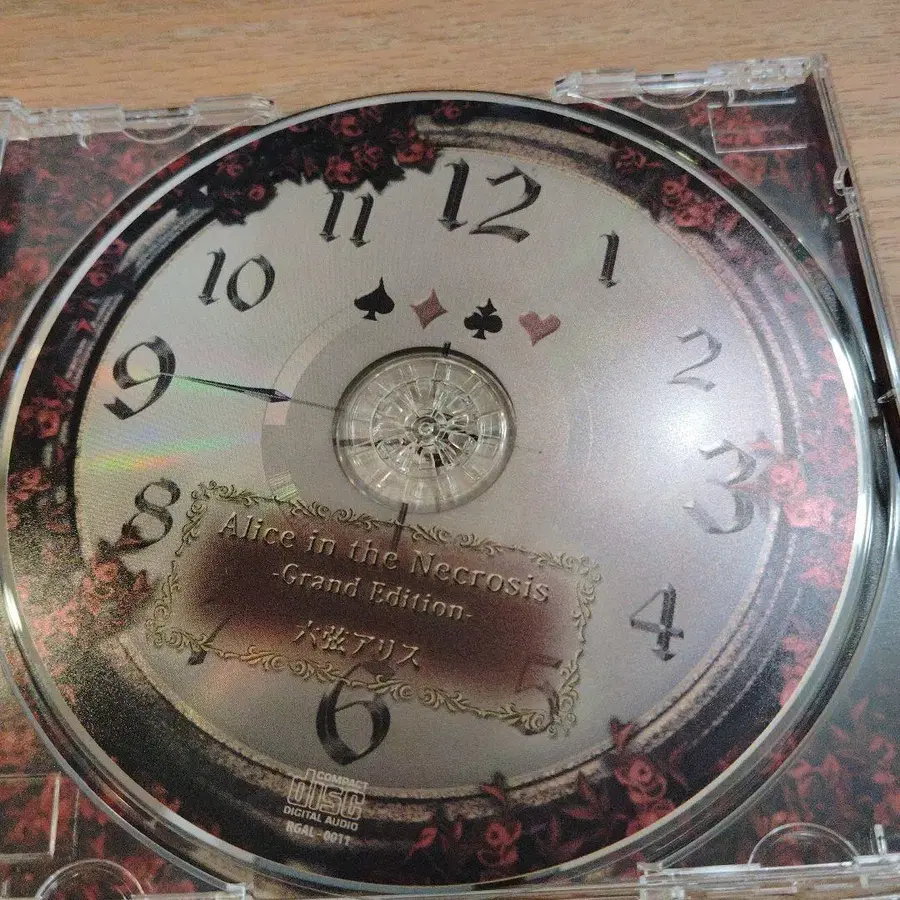 12
11
1
10
2
9
3
8
Alice in the Necrosis
-Grand Edition-
六弦アリス
4
7
5
6
COMPACT
disc
DIGITAL AUDIO
RGAL-0011